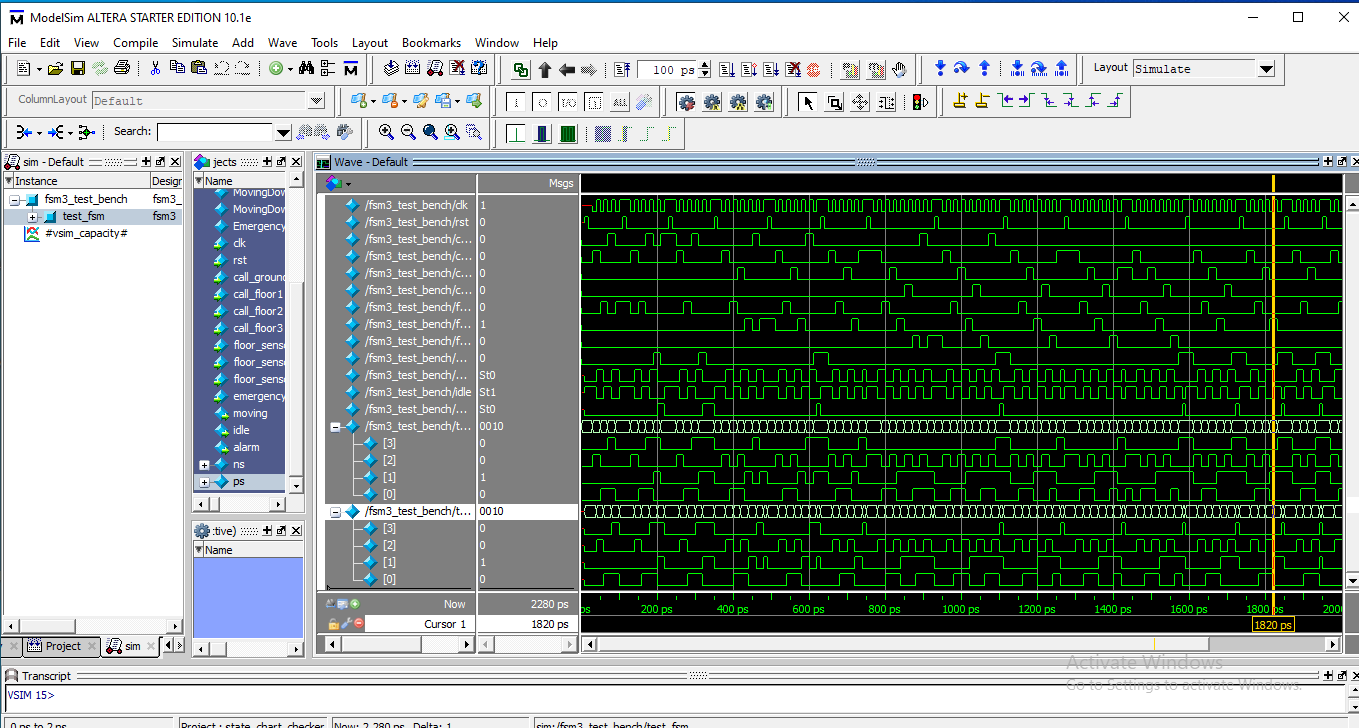 ModelSim ALTERA STARTER EDITION 10.1e
File Edit View Compile Simulate Add Wave Tools Layout Bookmarks Window Help
100 ps
Layout Simulate
ColumnLayout Default
I/O ALL
Search:
sim - Default
Instance Design
fsm3_test_bench fsm3_
test_fsm fsm3
#vsim_capacity#
Project sim
jects
Name
MovingDow
MovingDow
Emergency
clk
rst
call_ground
call_floor1
call_floor2
call_floor3
floor_sense
floor_sense
floor_sense
emergency
moving
idle
alarm
ns
ps
:tive)
Name
Wave - Default
Msgs
/fsm3_test_bench/clk 1
/fsm3_test_bench/rst 0
/fsm3_test_bench/c... 0
/fsm3_test_bench/c... 0
/fsm3_test_bench/c... 0
/fsm3_test_bench/c... 0
/fsm3_test_bench/f... 0
/fsm3_test_bench/f... 1
/fsm3_test_bench/f... 0
/fsm3_test_bench/... 0
/fsm3_test_bench/... St0
/fsm3_test_bench/idle St1
/fsm3_test_bench/... St0
/fsm3_test_bench/t... 0010
[3] 0
[2] 0
[1] 1
[0] 0
/fsm3_test_bench/t... 0010
[3] 0
[2] 0
[1] 1
[0] 0
Now 2280 ps
ps 200 ps 400 ps 600 ps 800 ps 1000 ps 1200 ps 1400 ps 1600 ps 1800 ps 2000
Cursor 1 1820 ps
1820 ps
Activate Windows
Go to Settings to activate Windows.
Transcript
VSIM 15>
0 ps to 2 ns Project : state_chart_checker Now: 2,280 ps Delta: 1 sim:/fsm3_test_bench/test_fsm